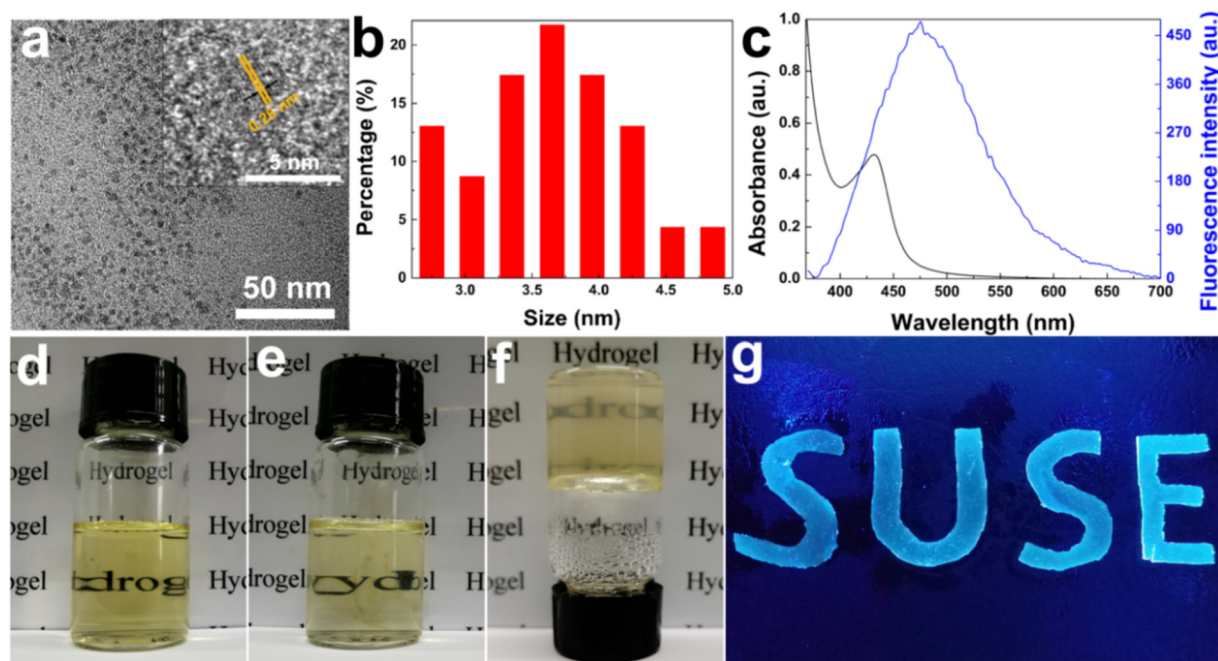 a
5 nm
50 nm
b
Percentage (%)
20
15
10
5
0
3.0 3.5 4.0 4.5 5.0
Size (nm)
c
Absorbance (au.)
1.0
0.8
0.6
0.4
0.2
0.0
400 450 500 550 600 650 700
Wavelength (nm)
450
360
270
180
90
0
Fluorescence intensity (au.)
d
Hydrogel
Hydrogel
Hydrogel
e
Hydrogel
Hydrogel
Hydrogel
f
Hydrogel
Hydrogel
g
SUSE